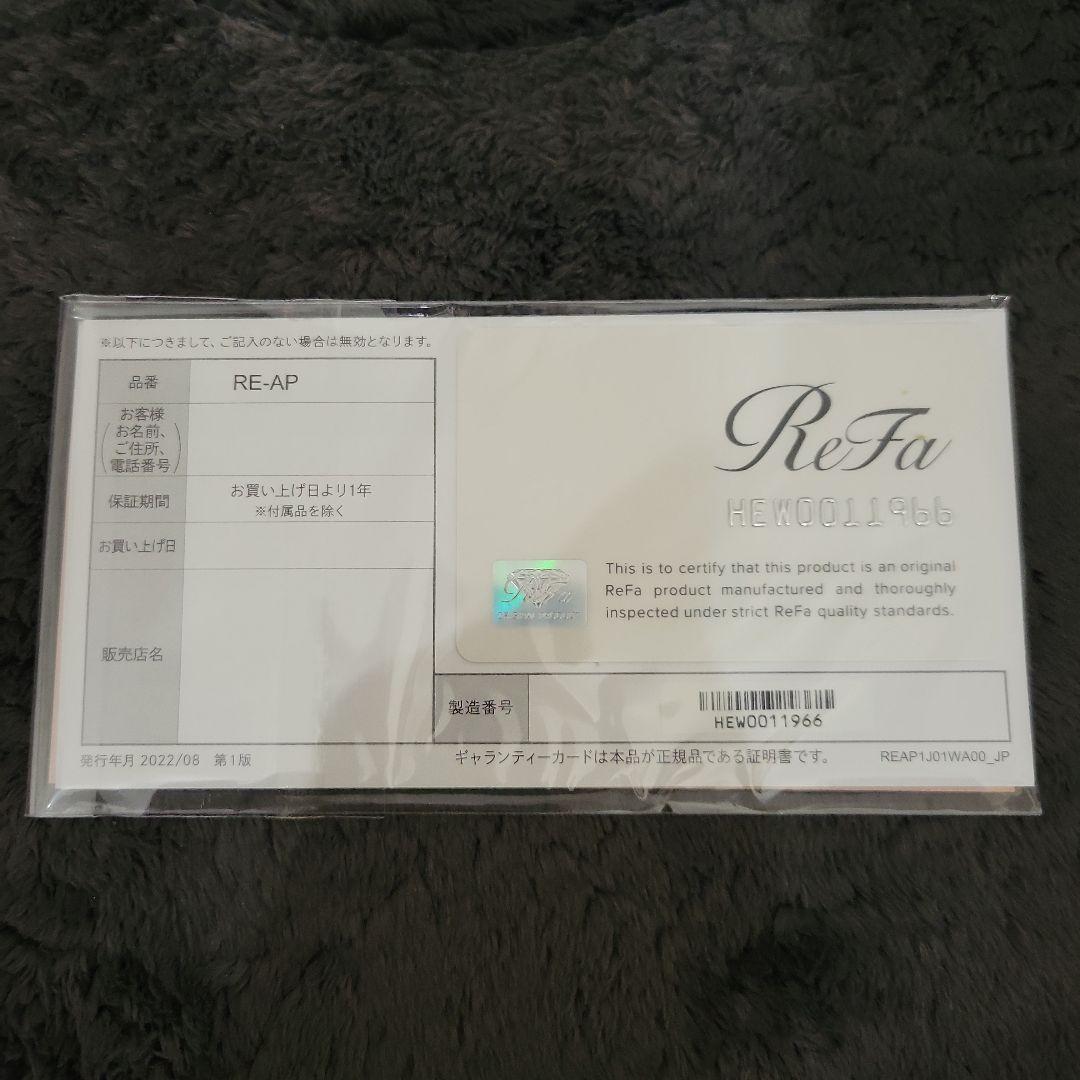 ※以下につきまして、ご記入のない場合は無効となります。
品番 RE-AP
お客様
お名前、
ご住所、
電話番号
保証期間 お買い上げ日より1年
※付属品を除く
お買い上げ日
販売店名
発行年月 2022/08 第1版
ReFa
HEW0011966
ReFa
This is to certify that this product is an original
ReFa product manufactured and thoroughly
inspected under strict ReFa quality standards.
製造番号 HEW0011966
ギャランティーカードは本品が正規品である証明書です。
REAP1J01WA00_JP